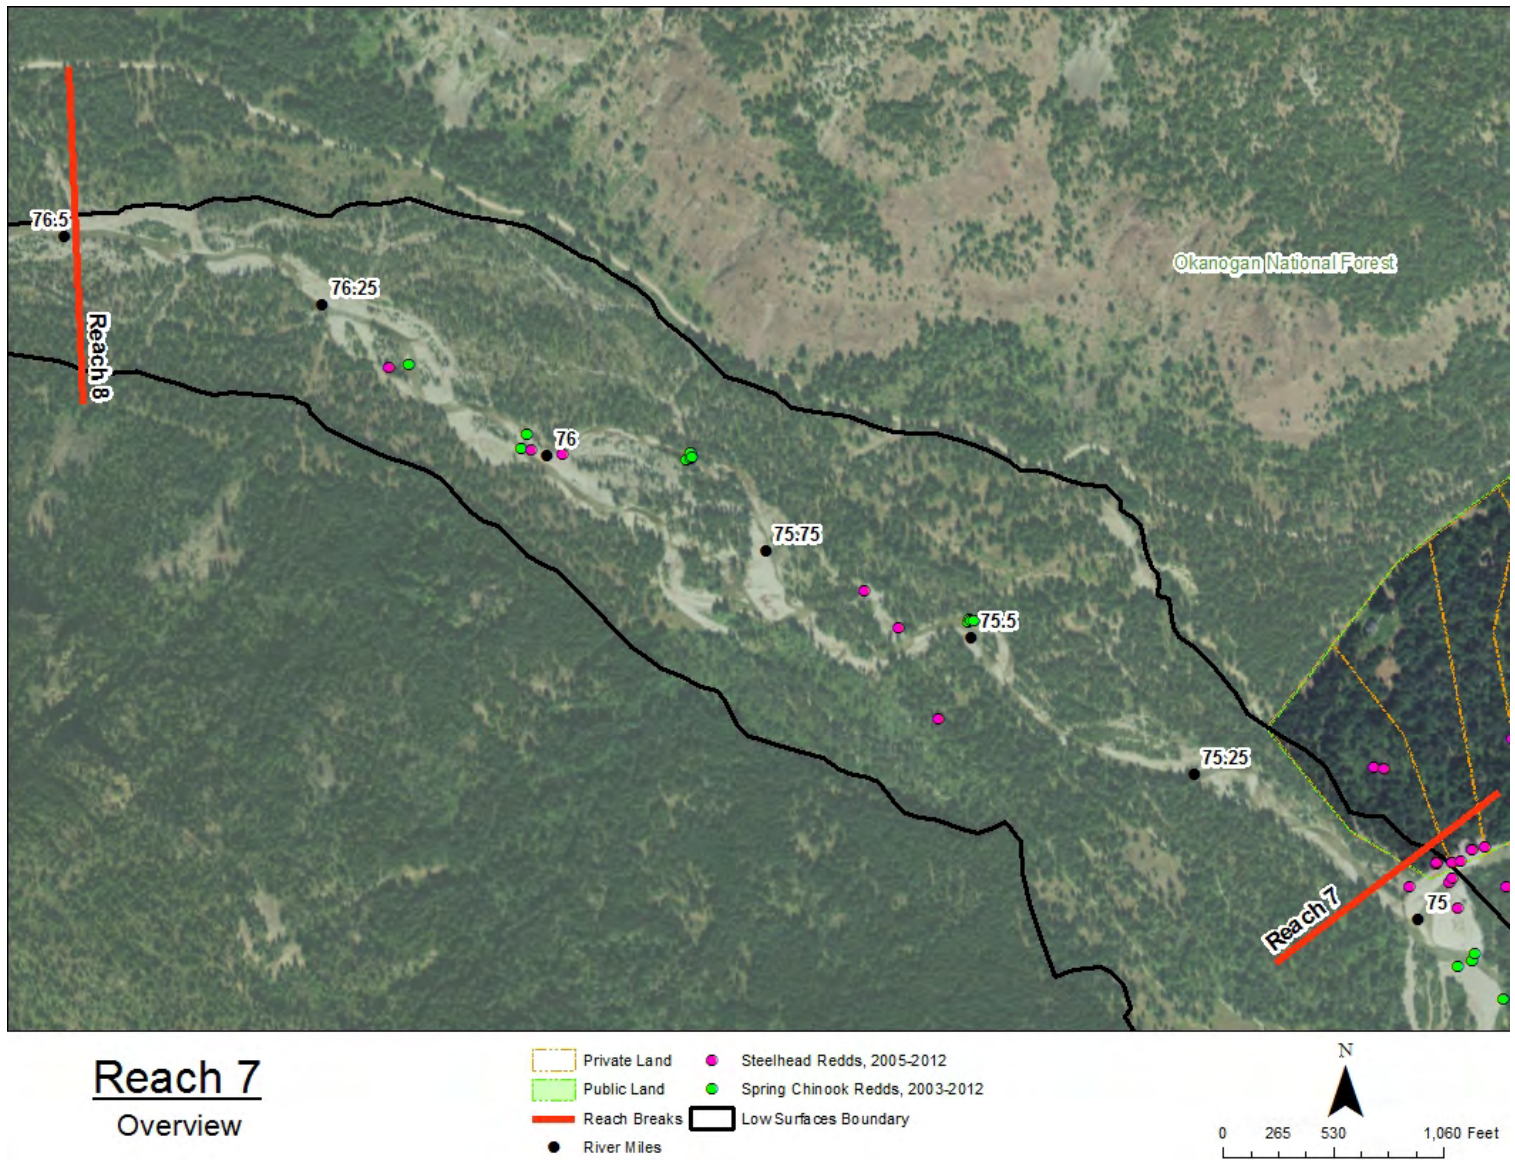 76.5
Reach 8
76.25
Okanogan National Forest
76
75.75
75.5
75.25
75
Reach 7
Reach 7
Overview
Private Land
Public Land
Reach Breaks
River Miles
Steelhead Redds, 2005-2012
Spring Chinook Redds, 2003-2012
Low Surfaces Boundary
N
0 265 530 1,060 Feet